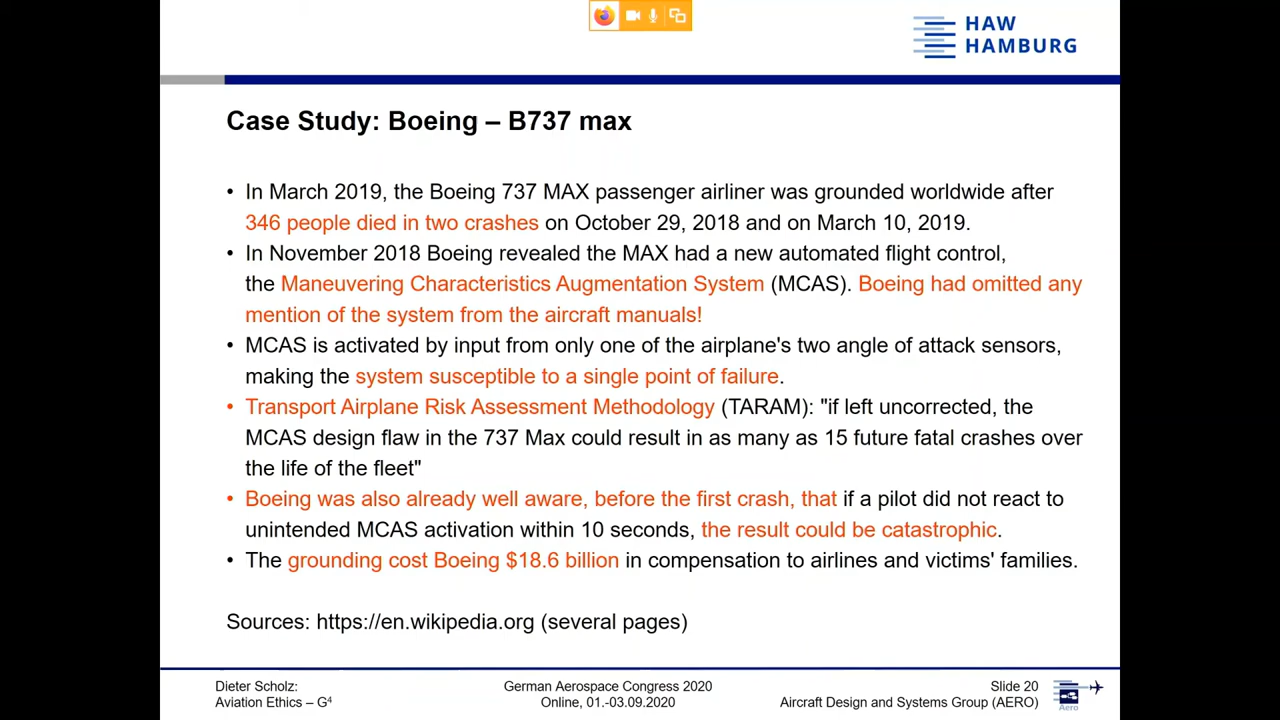 HAW
HAMBURG
Case Study: Boeing – B737 max
• In March 2019, the Boeing 737 MAX passenger airliner was grounded worldwide after
346 people died in two crashes on October 29, 2018 and on March 10, 2019.
• In November 2018 Boeing revealed the MAX had a new automated flight control,
the Maneuvering Characteristics Augmentation System (MCAS). Boeing had omitted any
mention of the system from the aircraft manuals!
• MCAS is activated by input from only one of the airplane's two angle of attack sensors,
making the system susceptible to a single point of failure.
• Transport Airplane Risk Assessment Methodology (TARAM): "if left uncorrected, the
MCAS design flaw in the 737 Max could result in as many as 15 future fatal crashes over
the life of the fleet"
• Boeing was also already well aware, before the first crash, that if a pilot did not react to
unintended MCAS activation within 10 seconds, the result could be catastrophic.
• The grounding cost Boeing $18.6 billion in compensation to airlines and victims' families.
Sources: https://en.wikipedia.org (several pages)
Dieter Scholz:
Aviation Ethics – G⁴
German Aerospace Congress 2020
Online, 01.-03.09.2020
Slide 20
Aircraft Design and Systems Group (AERO)
Aero